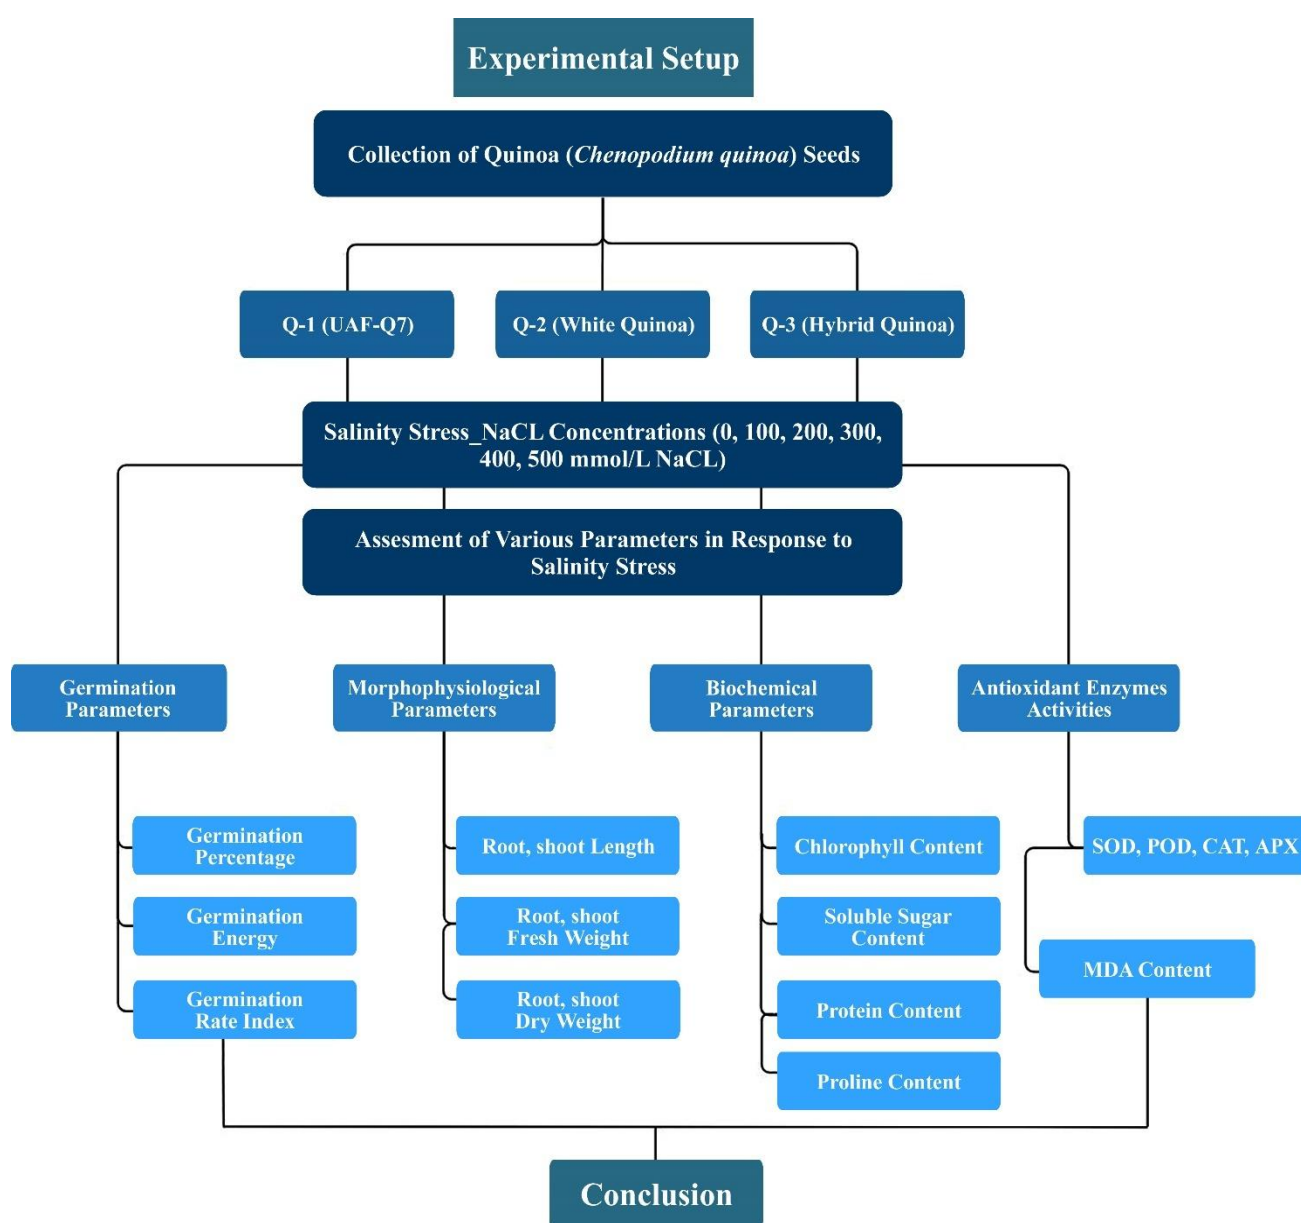 Experimental Setup
Collection of Quinoa (Chenopodium quinoa) Seeds
Q-1 (UAF-Q7)
Q-2 (White Quinoa)
Q-3 (Hybrid Quinoa)
Salinity Stress_NaCL Concentrations (0, 100, 200, 300,
400, 500 mmol/L NaCL)
Assesment of Various Parameters in Response to
Salinity Stress
Germination
Parameters
Morphophysiological
Parameters
Biochemical
Parameters
Antioxidant Enzymes
Activities
Germination
Percentage
Germination
Energy
Germination
Rate Index
Root, shoot Length
Root, shoot
Fresh Weight
Root, shoot
Dry Weight
Chlorophyll Content
Soluble Sugar
Content
Protein Content
Proline Content
SOD, POD, CAT, APX
MDA Content
Conclusion